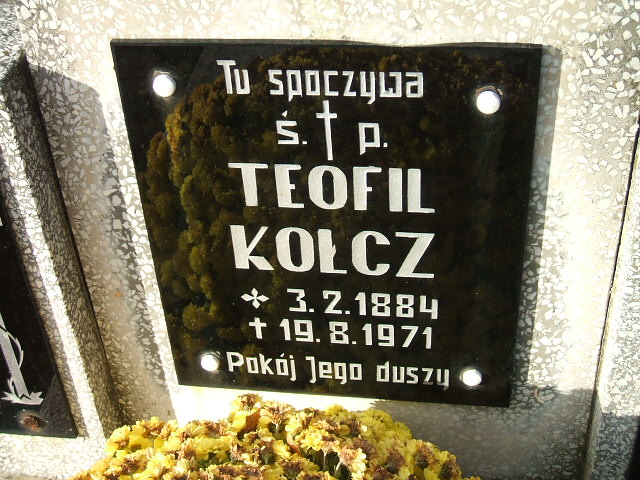 Tu spoczywa
ś. † p.
TEOFIL
KOŁCZ
✣ 3.2.1884
† 19.8.1971
Pokój Jego duszy